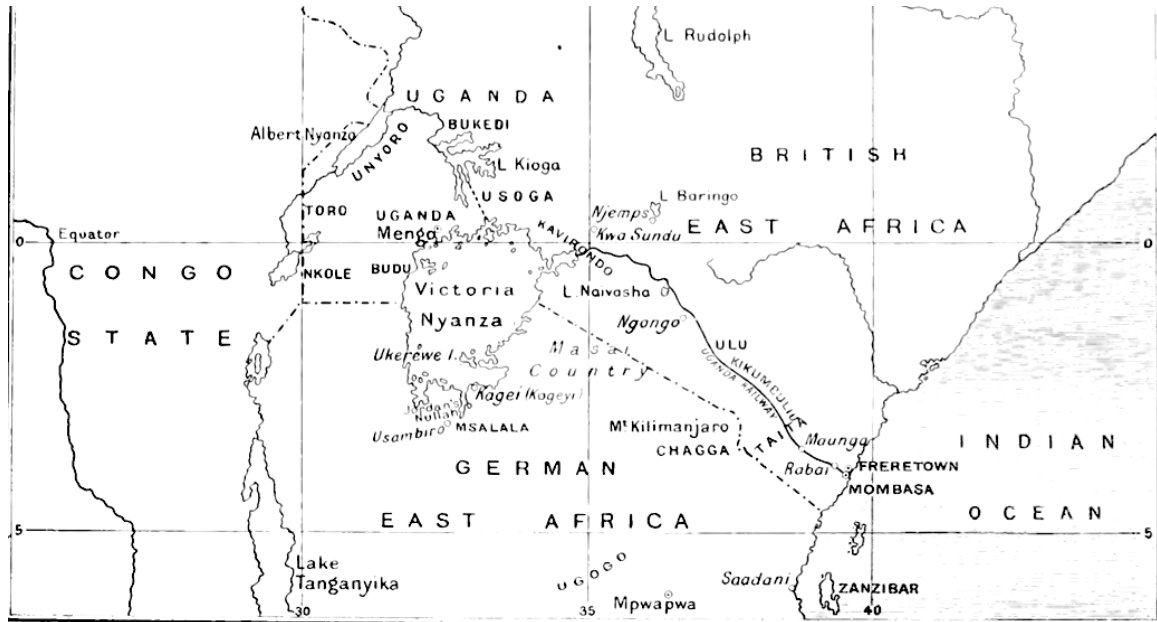 L Rudolph
UGANDA
Albert Nyanza
BUKEDI
UNYORO
L Kioga
BRITISH
EAST AFRICA
USOGA
L Baringo
TORO
UGANDA
Mengo
Njemps
Kwa Sundu
KAVIRONDO
Equator
0
0
CONGO
STATE
NKOLE
BUDU
Victoria
Nyanza
L. Naivasha
Ngongo
ULU
KIKUMBULIU
UGANDA RAILWAY
Ukerewe I.
Masai
Country
Kagei (Kageyi)
Jordan's
Nullah
Usambiro
MSALALA
Mt Kilimanjaro
CHAGGA
TAITA
Maungu
Rabai
FRERETOWN
MOMBASA
INDIAN
OCEAN
GERMAN
EAST AFRICA
5
5
Lake
Tanganyika
UGOGO
Saadani
ZANZIBAR
Mpwapwa
30
35
40